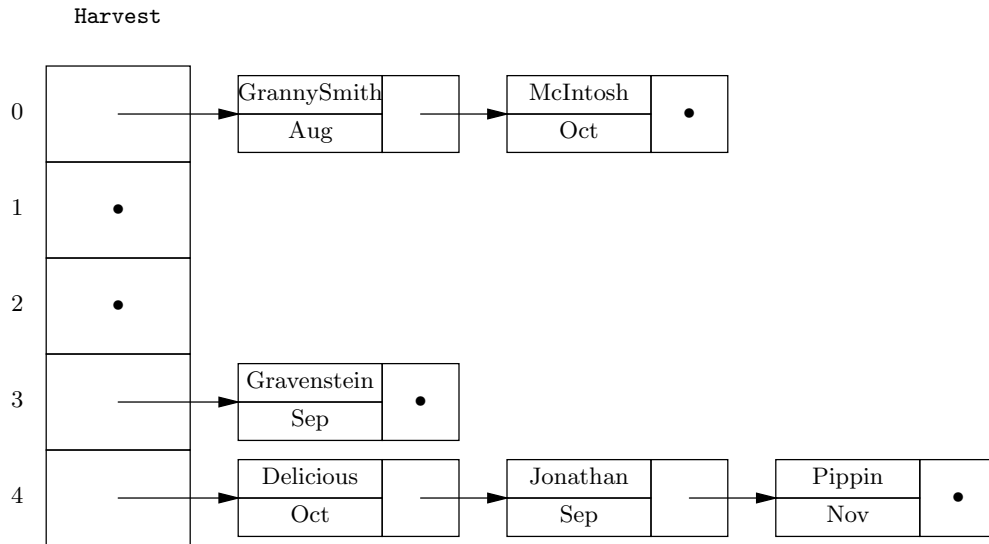 Harvest
0
GrannySmith
Aug
McIntosh
Oct
1
2
3
Gravenstein
Sep
4
Delicious
Oct
Jonathan
Sep
Pippin
Nov